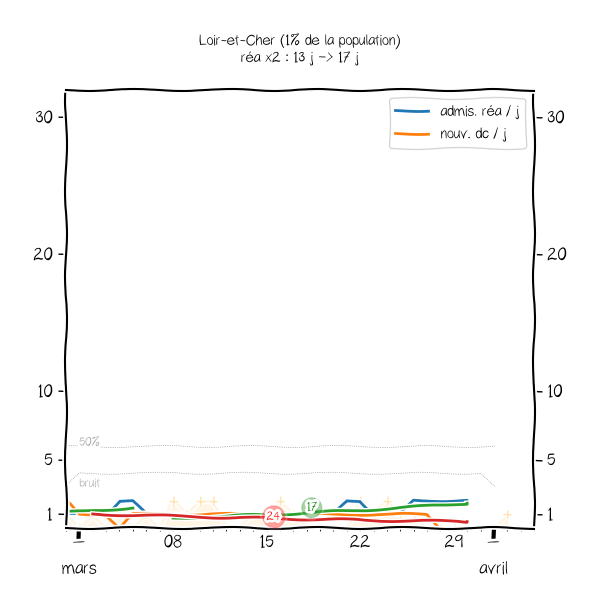 Loir-et-Cher (1% de la population)
réa x2 : 13 j -> 17 j
admis. réa / j
nouv. dc / j
30
30
20
20
10
10
50%
5
5
bruit
1
1
24
17
08
15
22
29
mars
avril